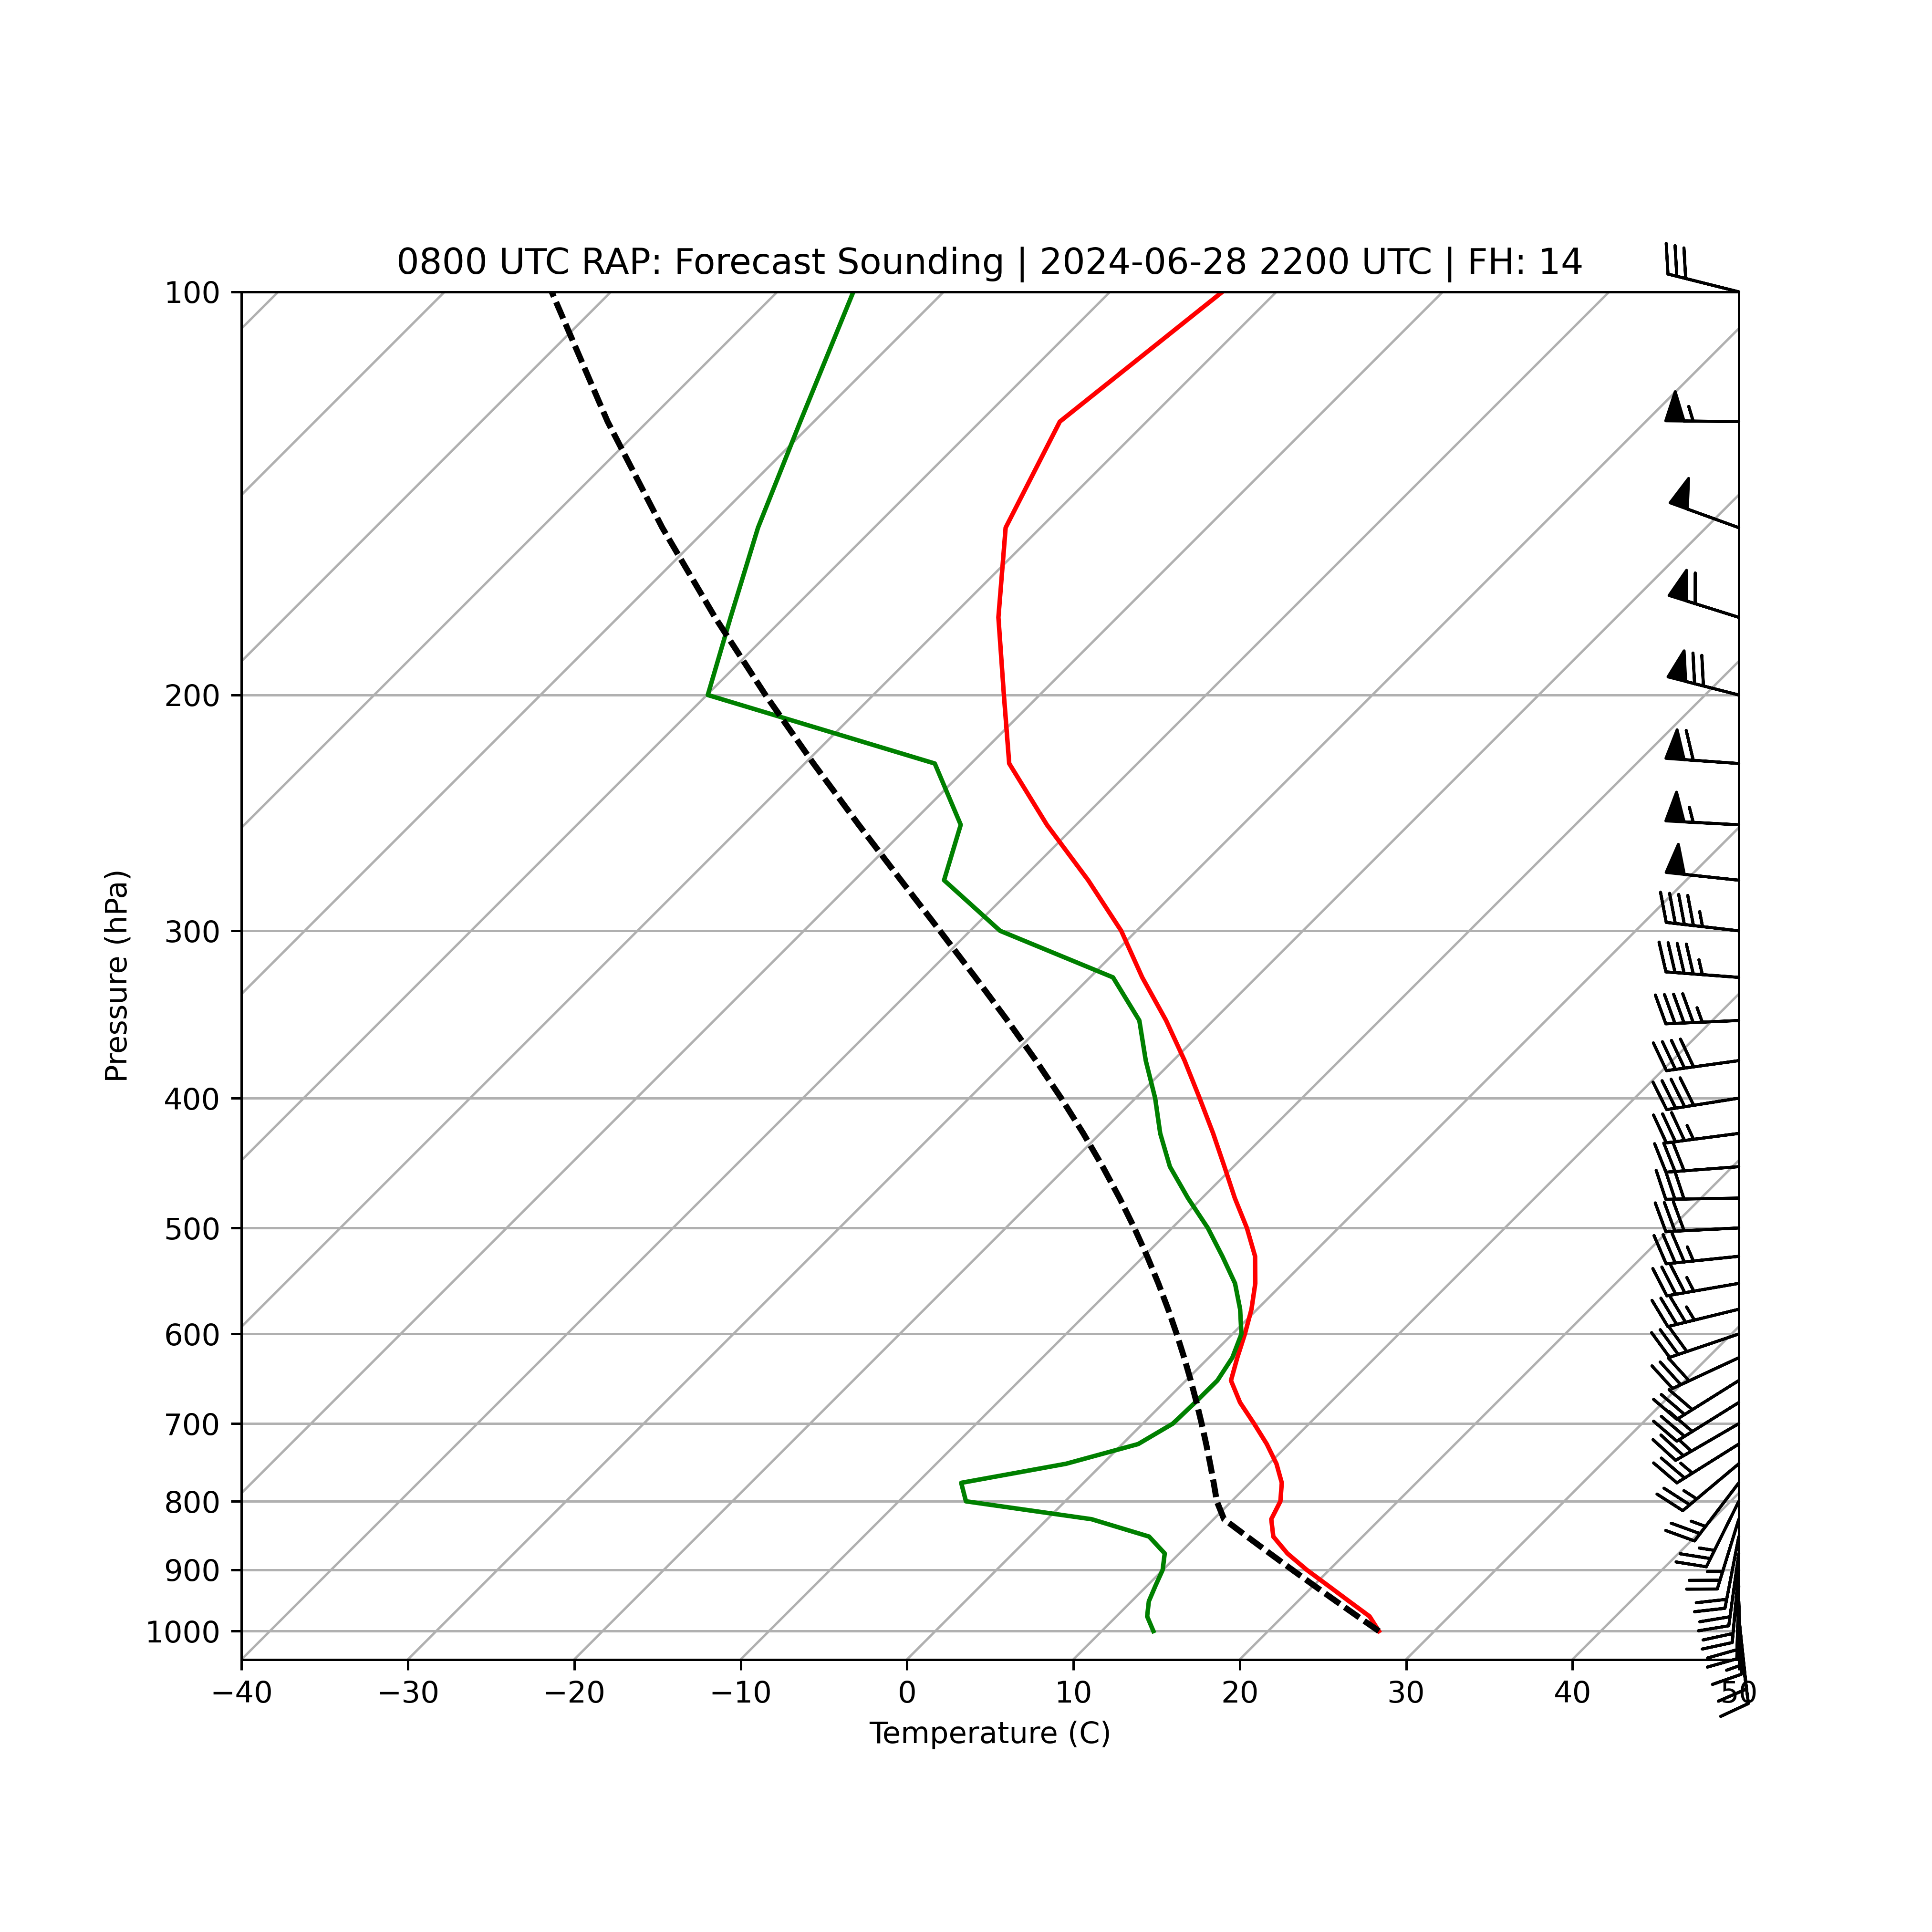 0800 UTC RAP: Forecast Sounding | 2024-06-28 2200 UTC | FH: 14
100
200
300
400
500
600
700
800
900
1000
Pressure (hPa)
−40 −30 −20 −10 0 10 20 30 40 50
Temperature (C)